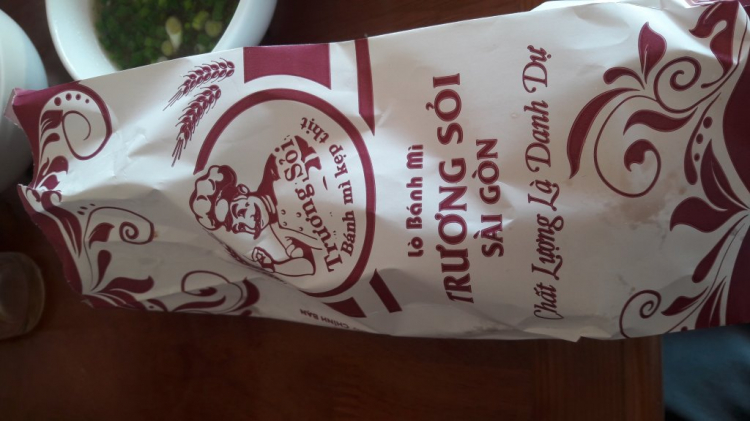 Trương Sỏi
Bánh mì kẹp thịt
Lò Bánh Mì
TRƯƠNG SỎI
SÀI GÒN
Chất Lượng Là Danh Dự